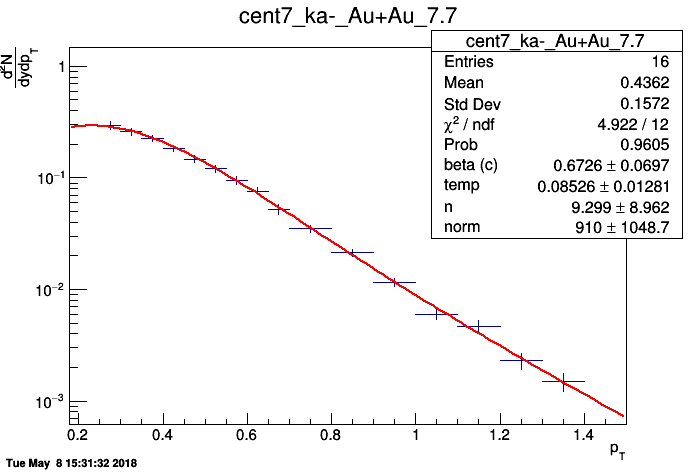 cent7_ka-_Au+Au_7.7
cent7_ka-_Au+Au_7.7
Entries 16
Mean 0.4362
Std Dev 0.1572
χ² / ndf 4.922 / 12
Prob 0.9605
beta (c) 0.6726 ± 0.0697
temp 0.08526 ± 0.01281
n 9.299 ± 8.962
norm 910 ± 1048.7
d²N
dydp_T
1
10⁻¹
10⁻²
10⁻³
0.2 0.4 0.6 0.8 1 1.2 1.4
p_T
Tue May 8 15:31:32 2018